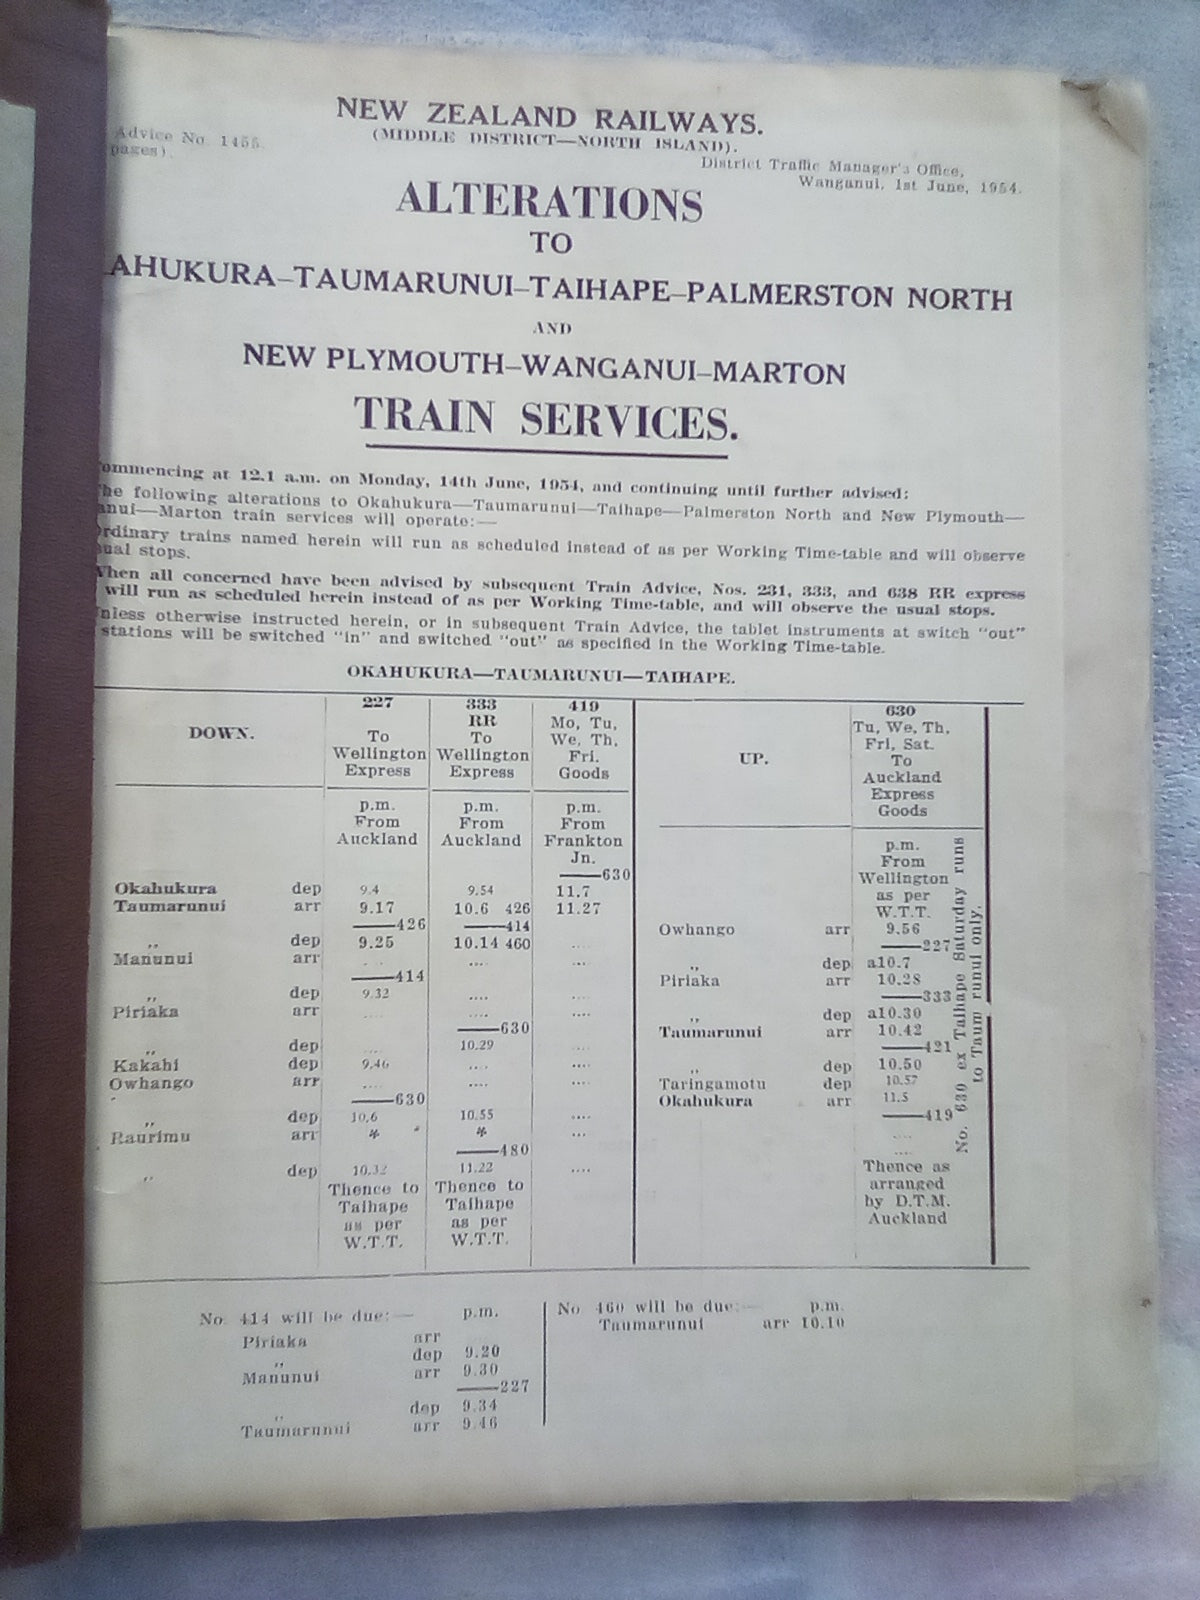 NEW ZEALAND RAILWAYS.
(MIDDLE DISTRICT—NORTH ISLAND).
Advice No. 1455.
pages).
District Traffic Manager's Office,
Wanganui, 1st June, 1954.
ALTERATIONS
TO
AHUKURA–TAUMARUNUI–TAIHAPE–PALMERSTON NORTH
AND
NEW PLYMOUTH–WANGANUI–MARTON
TRAIN SERVICES.
ommencing at 12.1 a.m. on Monday, 14th June, 1954, and continuing until further advised:
he following alterations to Okahukura—Taumarunui—Taihape—Palmerston North and New Plymouth—
anui—Marton train services will operate:—
rdinary trains named herein will run as scheduled instead of as per Working Time-table and will observe
ual stops.
When all concerned have been advised by subsequent Train Advice, Nos. 231, 333, and 638 RR express
will run as scheduled herein instead of as per Working Time-table, and will observe the usual stops.
nless otherwise instructed herein, or in subsequent Train Advice, the tablet instruments at switch "out"
stations will be switched "in" and switched "out" as specified in the Working Time-table.
OKAHUKURA—TAUMARUNUI—TAIHAPE.
DOWN.
227
To
Wellington
Express
333
RR
To
Wellington
Express
419
Mo, Tu,
We, Th,
Fri.
Goods
p.m.
From
Auckland
p.m.
From
Auckland
p.m.
From
Frankton
Jn.
——630
Okahukura dep 9.4 9.54 11.7
Taumarunui arr 9.17 10.6 426 11.27
——426 ——414
,, dep 9.25 10.14 460 ....
Manunui arr .... .... ....
——414
,, dep 9.32 .... ....
Piriaka arr .... .... ....
——630
,, dep .... 10.29 ....
Kakahi dep 9.46 .... ....
Owhango arr .... .... ....
——630
,, dep 10.6 10.55 ....
Raurimu arr * * ...
——480
,, dep 10.32 11.22 ....
Thence to
Taihape
as per
W.T.T.
Thence to
Taihape
as per
W.T.T.
UP.
630
Tu, We, Th,
Fri, Sat.
To
Auckland
Express
Goods
p.m.
From
Wellington
as per
W.T.T.
Owhango arr 9.56
——227
,, dep a10.7
Piriaka arr 10.28
——333
,, dep a10.30
Taumarunui arr 10.42
——421
,, dep 10.50
Taringamotu dep 10.57
Okahukura arr 11.5
——419
....
....
Thence as
arranged
by D.T.M.
Auckland
No. 630 ex Taihape Saturday runs
to Taum runui only.
No. 414 will be due:— p.m.
Piriaka arr
,, dep 9.20
Manunui arr 9.30
——227
,, dep 9.34
Taumarunui arr 9.46
No. 460 will be due:— p.m.
Taumarunui arr 10.10